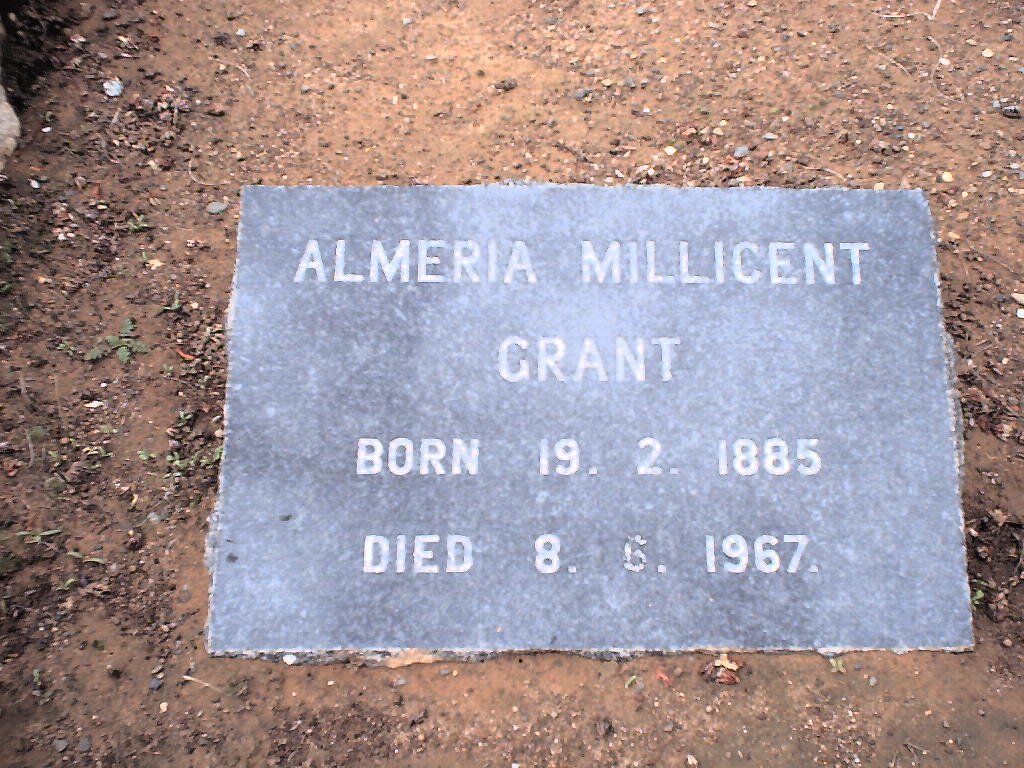 ALMERIA MILLICENT
GRANT
BORN 19. 2. 1885
DIED 8. 6. 1967.